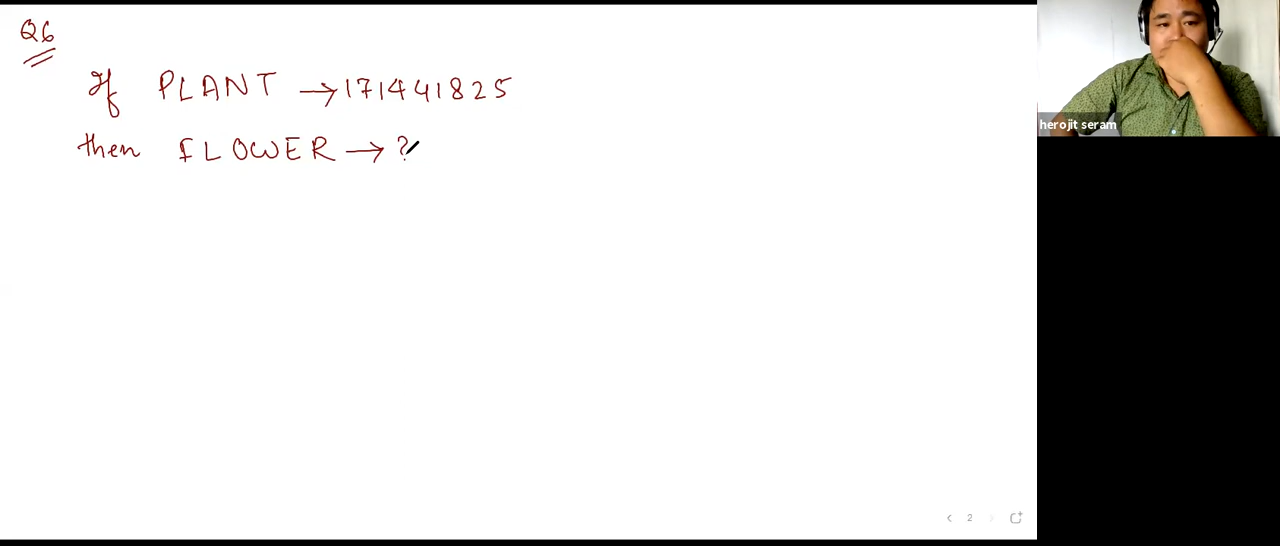 Q6
If PLANT → 171441825
then FLOWER → ?
herojit seram
2